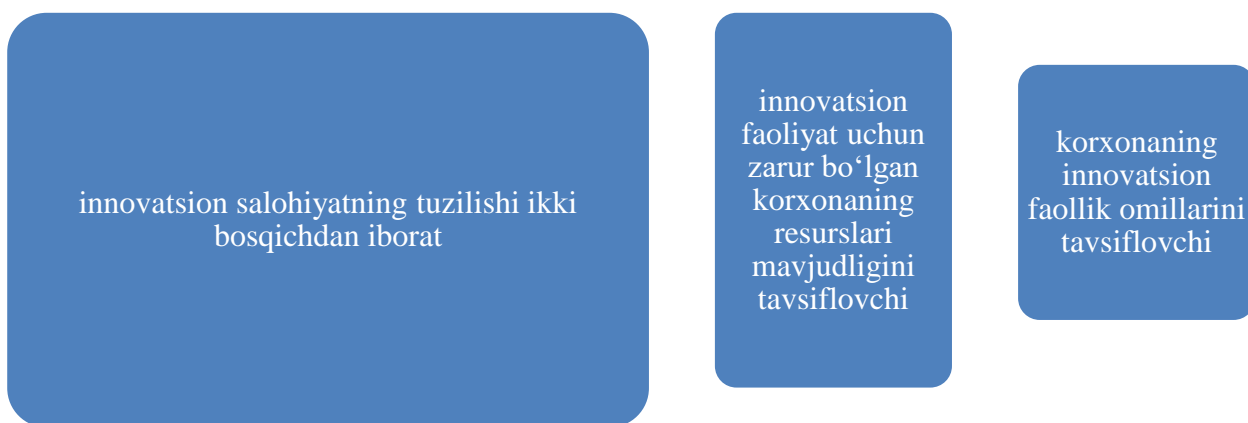 innovatsion salohiyatning tuzilishi ikki
bosqichdan iborat
innovatsion
faoliyat uchun
zarur bo‘lgan
korxonaning
resurslari
mavjudligini
tavsiflovchi
korxonaning
innovatsion
faollik omillarini
tavsiflovchi